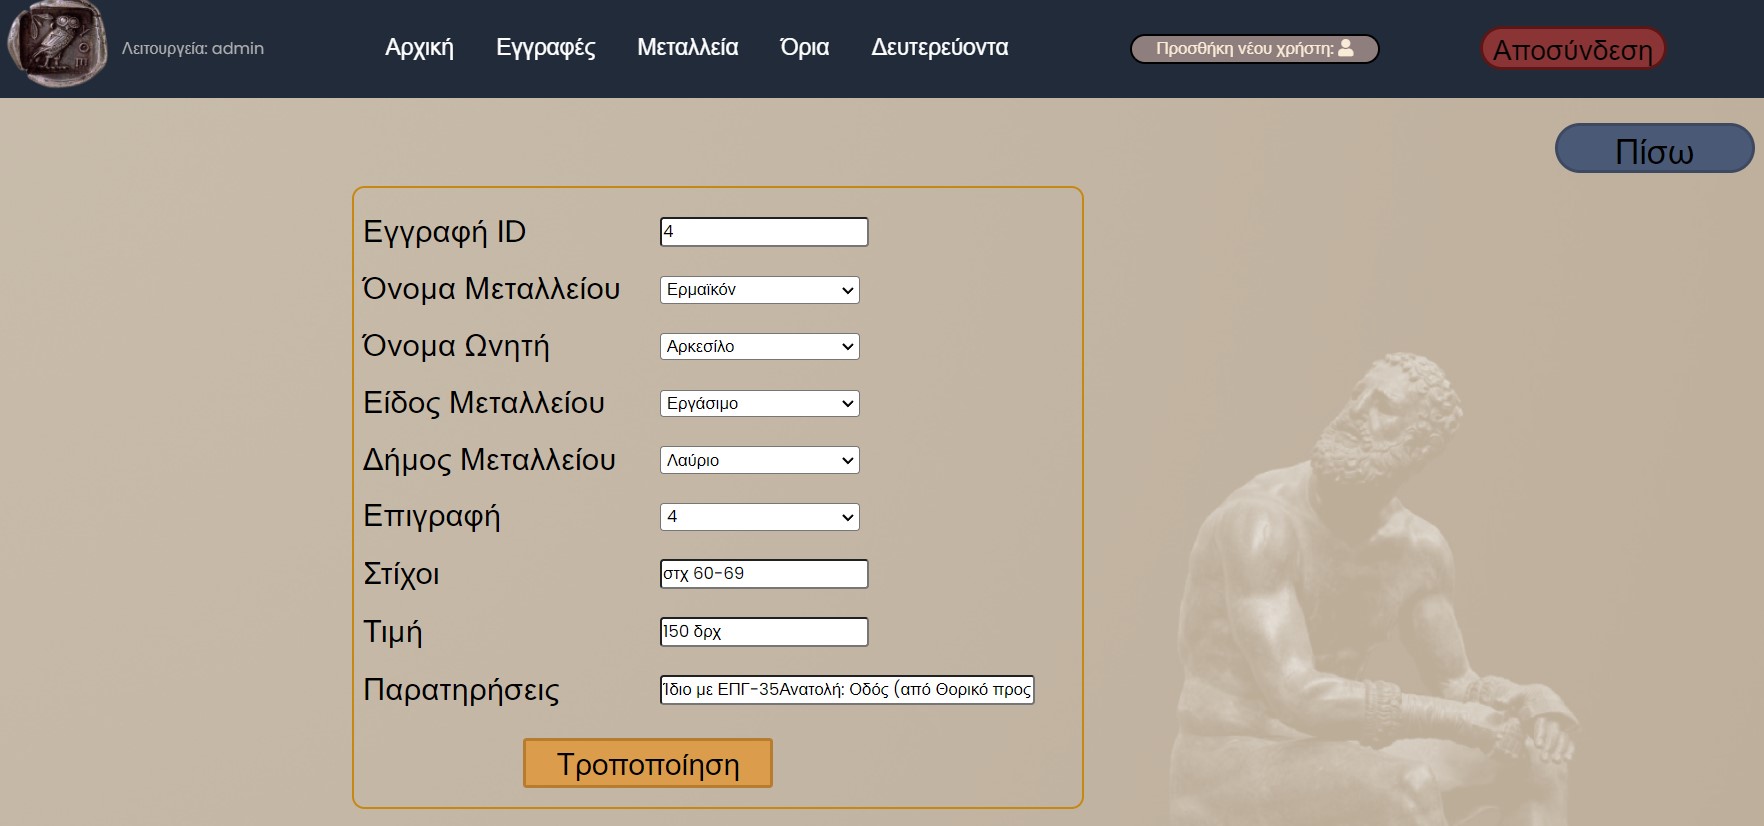 Λειτουργεία: admin
Αρχική Εγγραφές Μεταλλεία Όρια Δευτερεύοντα
Προσθήκη νέου χρήστη:
Αποσύνδεση
Πίσω
Εγγραφή ID 4
Όνομα Μεταλλείου Ερμαϊκόν
Όνομα Ωνητή Αρκεσίλο
Είδος Μεταλλείου Εργάσιμο
Δήμος Μεταλλείου Λαύριο
Επιγραφή 4
Στίχοι στχ 60-69
Τιμή 150 δρχ
Παρατηρήσεις Ίδιο με ΕΠΓ-35Ανατολή: Οδός (από Θορικό προς
Τροποποίηση